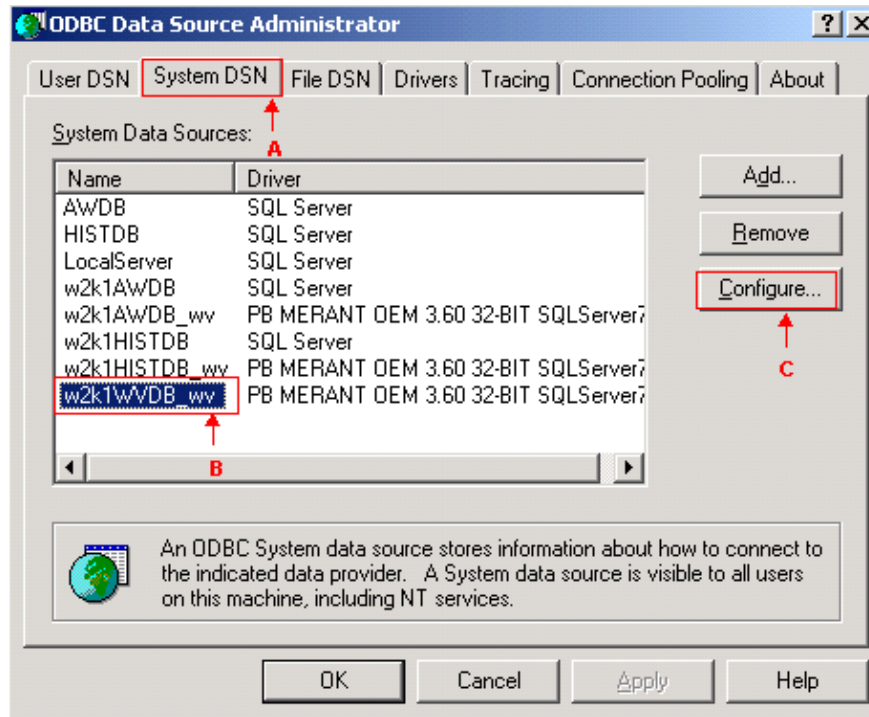 ODBC Data Source Administrator
User DSN System DSN File DSN Drivers Tracing Connection Pooling About
A
System Data Sources:
Name Driver
AWDB SQL Server
HISTDB SQL Server
LocalServer SQL Server
w2k1AWDB SQL Server
w2k1AWDB_wv PB MERANT OEM 3.60 32-BIT SQLServer7
w2k1HISTDB SQL Server
w2k1HISTDB_wv PB MERANT OEM 3.60 32-BIT SQLServer7
w2k1WVDB_wv PB MERANT OEM 3.60 32-BIT SQLServer7
B
Add...
Remove
Configure...
C
An ODBC System data source stores information about how to connect to
the indicated data provider. A System data source is visible to all users
on this machine, including NT services.
OK Cancel Apply Help